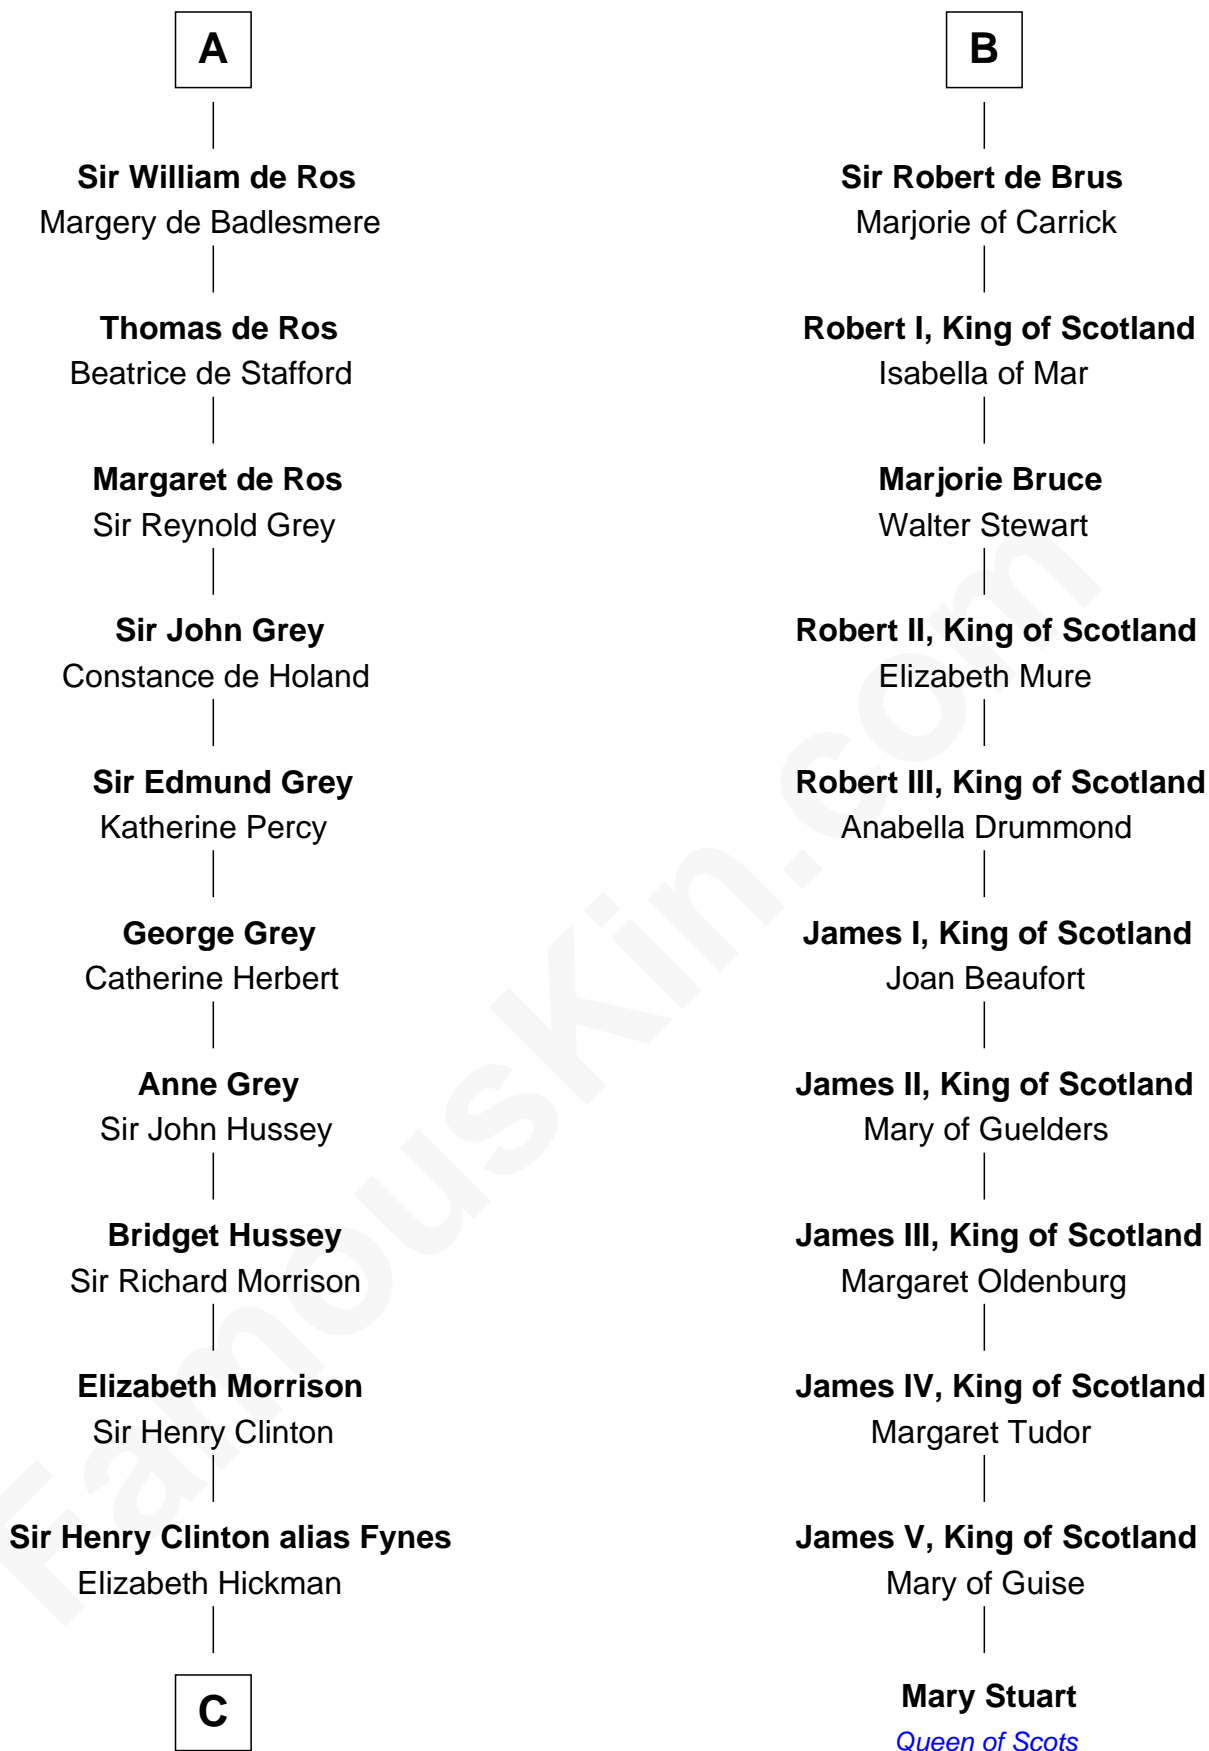 A
Sir William de Ros
Margery de Badlesmere
Thomas de Ros
Beatrice de Stafford
Margaret de Ros
Sir Reynold Grey
Sir John Grey
Constance de Holand
Sir Edmund Grey
Katherine Percy
George Grey
Catherine Herbert
Anne Grey
Sir John Hussey
Bridget Hussey
Sir Richard Morrison
Elizabeth Morrison
Sir Henry Clinton
Sir Henry Clinton alias Fynes
Elizabeth Hickman
C
B
Sir Robert de Brus
Marjorie of Carrick
Robert I, King of Scotland
Isabella of Mar
Marjorie Bruce
Walter Stewart
Robert II, King of Scotland
Elizabeth Mure
Robert III, King of Scotland
Anabella Drummond
James I, King of Scotland
Joan Beaufort
James II, King of Scotland
Mary of Guelders
James III, King of Scotland
Margaret Oldenburg
James IV, King of Scotland
Margaret Tudor
James V, King of Scotland
Mary of Guise
Mary Stuart
Queen of Scots
FamousKin.com